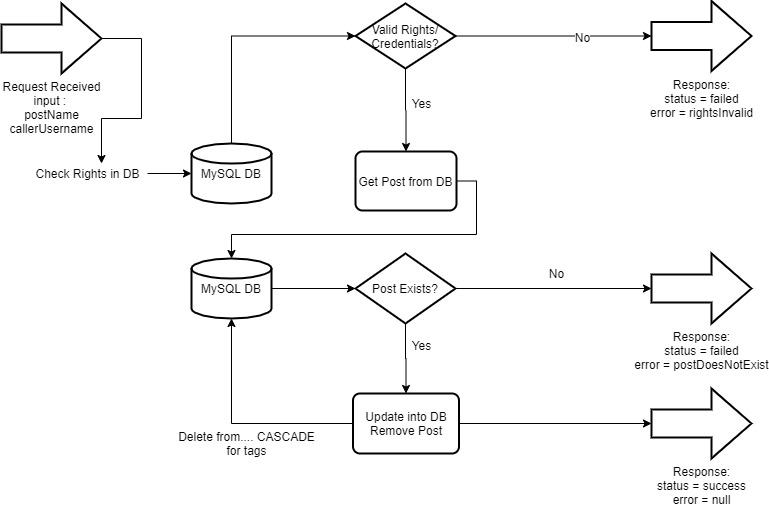 Request Received
input :
postName
callerUsername
Check Rights in DB
MySQL DB
Valid Rights/
Credentials?
No
Response:
status = failed
error = rightsInvalid
Yes
Get Post from DB
MySQL DB
Post Exists?
No
Response:
status = failed
error = postDoesNotExist
Yes
Update into DB
Remove Post
Delete from.... CASCADE
for tags
Response:
status = success
error = null